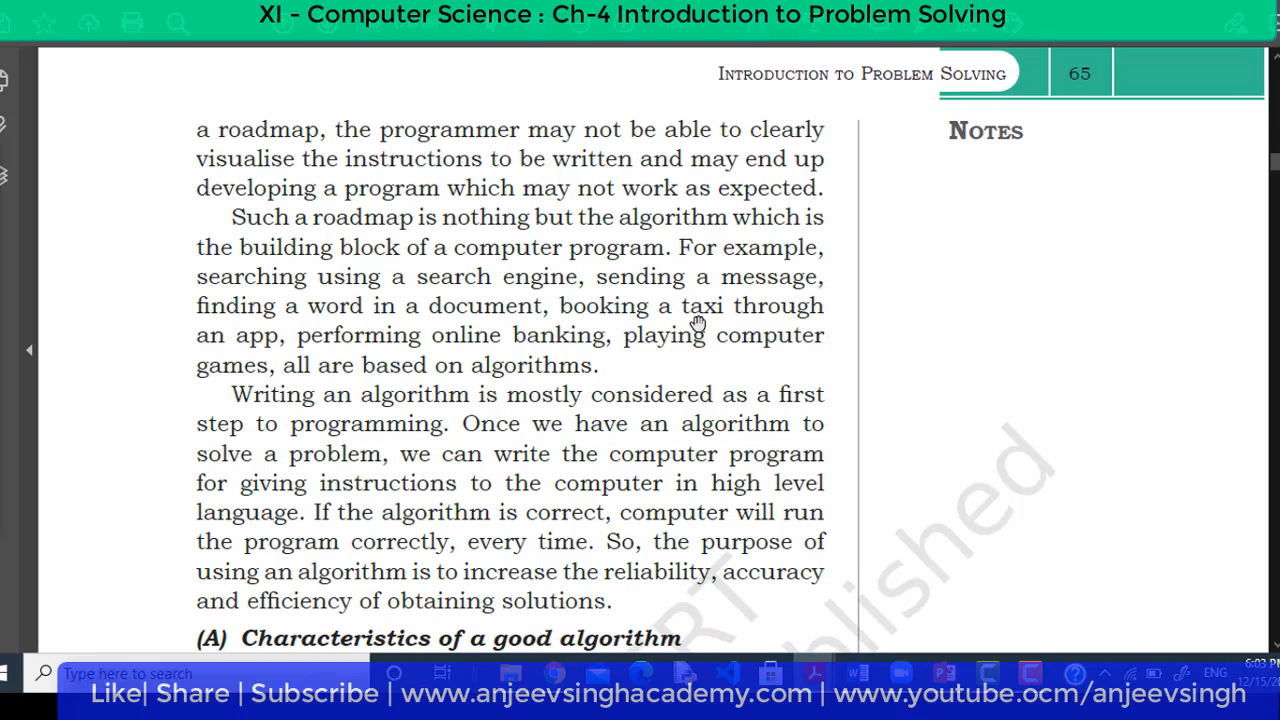 XI - Computer Science : Ch-4 Introduction to Problem Solving
INTRODUCTION TO PROBLEM SOLVING
65
a roadmap, the programmer may not be able to clearly
visualise the instructions to be written and may end up
developing a program which may not work as expected.
Such a roadmap is nothing but the algorithm which is
the building block of a computer program. For example,
searching using a search engine, sending a message,
finding a word in a document, booking a taxi through
an app, performing online banking, playing computer
games, all are based on algorithms.
Writing an algorithm is mostly considered as a first
step to programming. Once we have an algorithm to
solve a problem, we can write the computer program
for giving instructions to the computer in high level
language. If the algorithm is correct, computer will run
the program correctly, every time. So, the purpose of
using an algorithm is to increase the reliability, accuracy
and efficiency of obtaining solutions.
(A) Characteristics of a good algorithm
NOTES
Type here to search
ENG
6:03 PM
Like| Share | Subscribe | www.anjeevsinghacademy.com | www.youtube.ocm/anjeevsingh